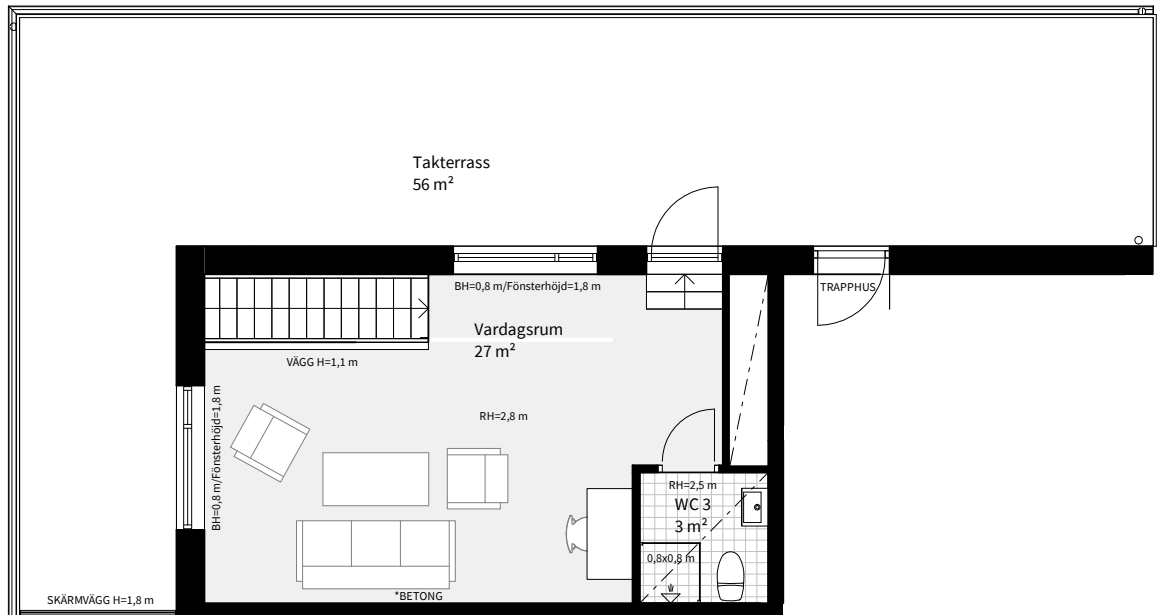 Takterrass
56 m²
BH=0,8 m/Fönsterhöjd=1,8 m
TRAPPHUS
Vardagsrum
27 m²
VÄGG H=1,1 m
BH=0,8 m/Fönsterhöjd=1,8 m
RH=2,8 m
RH=2,5 m
WC 3
3 m²
0,8x0,8 m
*BETONG
SKÄRMVÄGG H=1,8 m